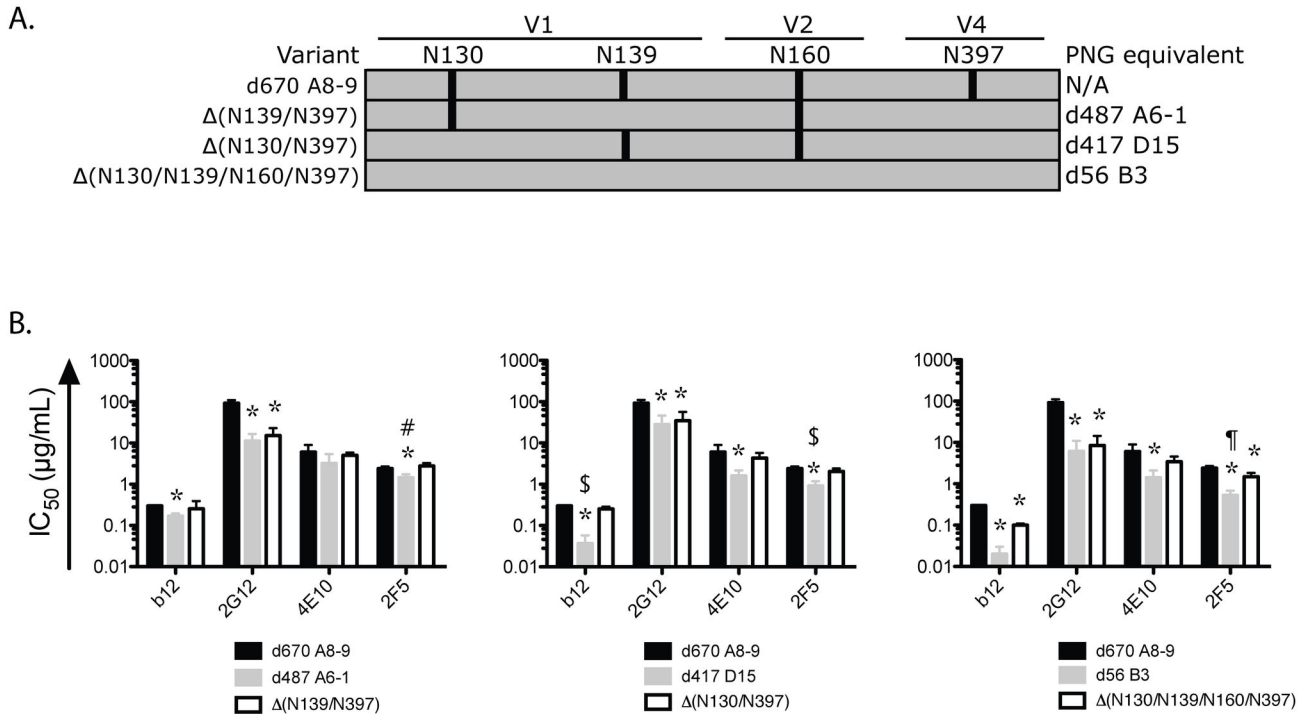 A.
V1 V2 V4
Variant N130 N139 N160 N397 PNG equivalent
d670 A8-9 N/A
Δ(N139/N397) d487 A6-1
Δ(N130/N397) d417 D15
Δ(N130/N139/N160/N397) d56 B3
B.
IC50 (µg/mL)
1000
100
10
1
0.1
0.01
* * * # *
b12 2G12 4E10 2F5
d670 A8-9
d487 A6-1
Δ(N139/N397)
1000
100
10
1
0.1
0.01
$ * * * * $ *
b12 2G12 4E10 2F5
d670 A8-9
d417 D15
Δ(N130/N397)
1000
100
10
1
0.1
0.01
* * * * * ¶ * *
b12 2G12 4E10 2F5
d670 A8-9
d56 B3
Δ(N130/N139/N160/N397)